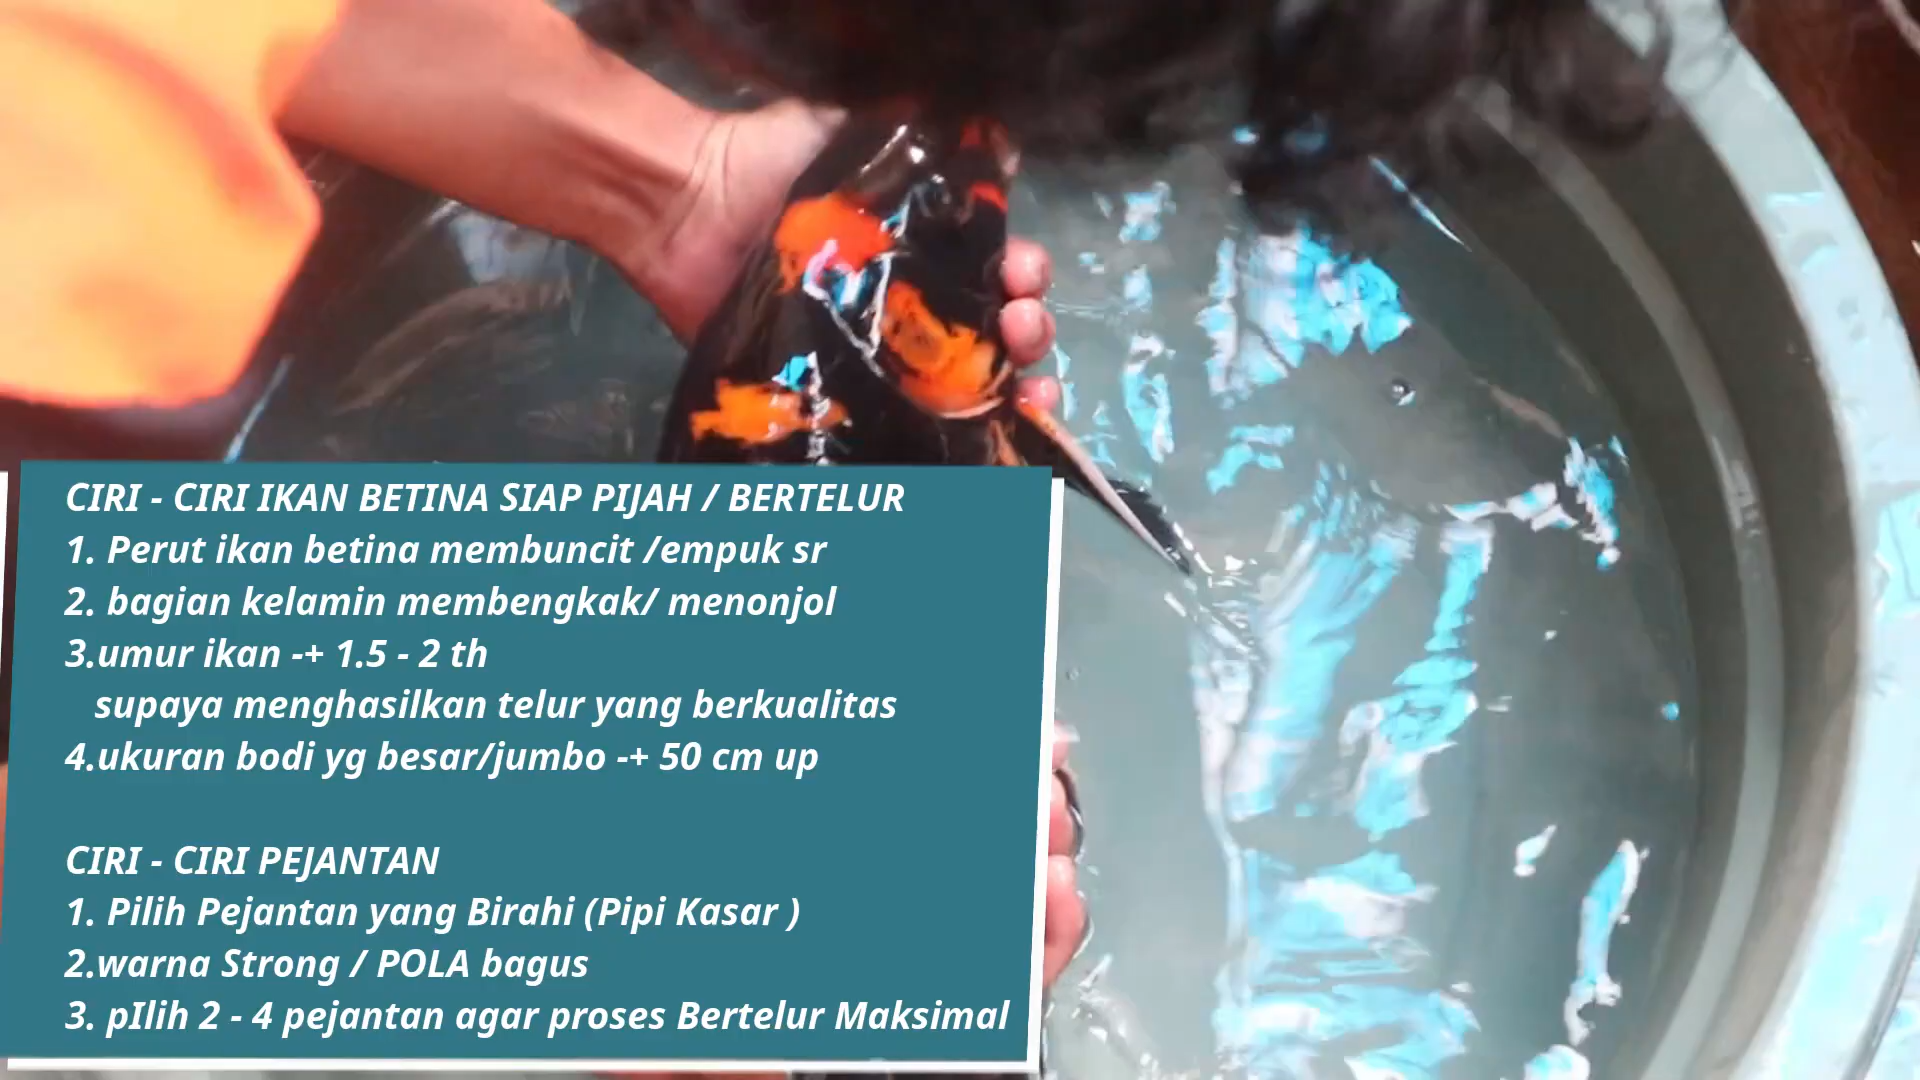 CIRI - CIRI IKAN BETINA SIAP PIJAH / BERTELUR
1. Perut ikan betina membuncit /empuk sr
2. bagian kelamin membengkak/ menonjol
3.umur ikan -+ 1.5 - 2 th
supaya menghasilkan telur yang berkualitas
4.ukuran bodi yg besar/jumbo -+ 50 cm up
CIRI - CIRI PEJANTAN
1. Pilih Pejantan yang Birahi (Pipi Kasar )
2.warna Strong / POLA bagus
3. pIlih 2 - 4 pejantan agar proses Bertelur Maksimal